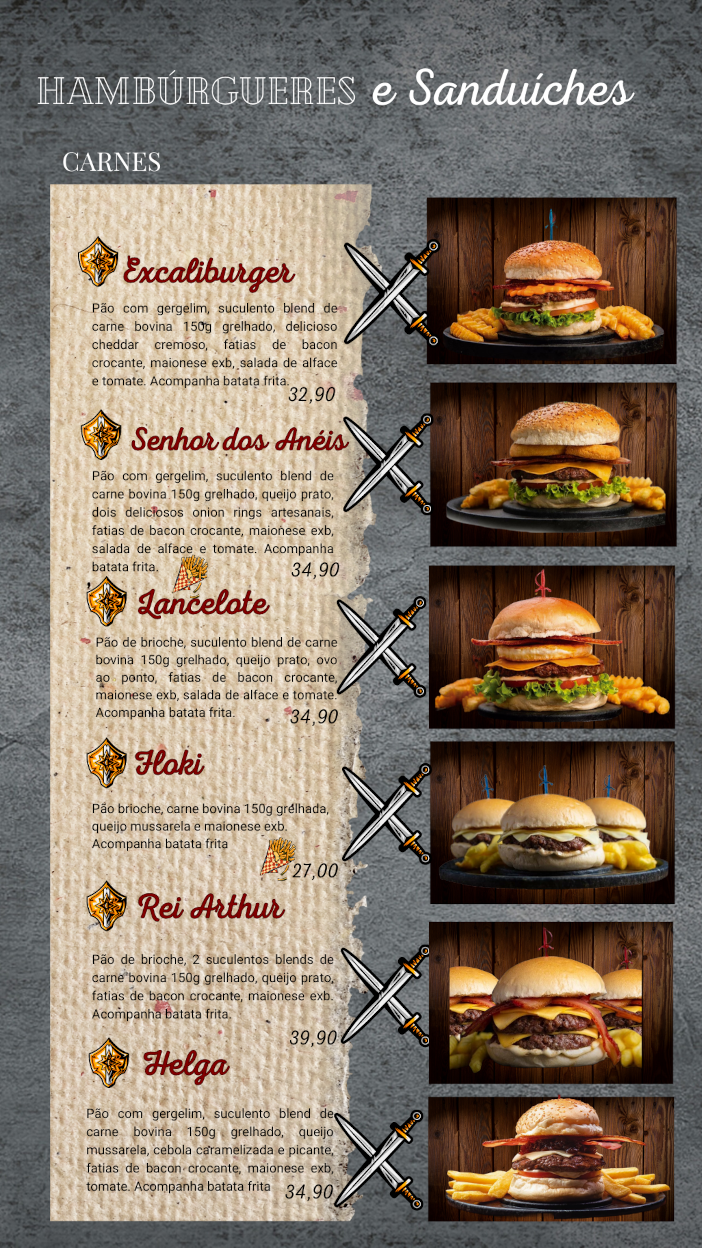 HAMBÚRGUERES e Sanduíches
CARNES
Excaliburger
Pão com gergelim, suculento blend de
carne bovina 150g grelhado, delicioso
cheddar cremoso, fatias de bacon
crocante, maionese exb, salada de alface
e tomate. Acompanha batata frita.
32,90
Senhor dos Anéis
Pão com gergelim, suculento blend de
carne bovina 150g grelhado, queijo prato,
dois deliciosos onion rings artesanais,
fatias de bacon crocante, maionese exb,
salada de alface e tomate. Acompanha
batata frita.
34,90
Lancelote
Pão de brioche, suculento blend de carne
bovina 150g grelhado, queijo prato, ovo
ao ponto, fatias de bacon crocante,
maionese exb, salada de alface e tomate.
Acompanha batata frita.
34,90
Floki
Pão brioche, carne bovina 150g grelhada,
queijo mussarela e maionese exb.
Acompanha batata frita
27,00
Rei Arthur
Pão de brioche, 2 suculentos blends de
carne bovina 150g grelhado, queijo prato,
fatias de bacon crocante, maionese exb.
Acompanha batata frita.
39,90
Helga
Pão com gergelim, suculento blend de
carne bovina 150g grelhado, queijo
mussarela, cebola caramelizada e picante,
fatias de bacon crocante, maionese exb,
tomate. Acompanha batata frita
34,90